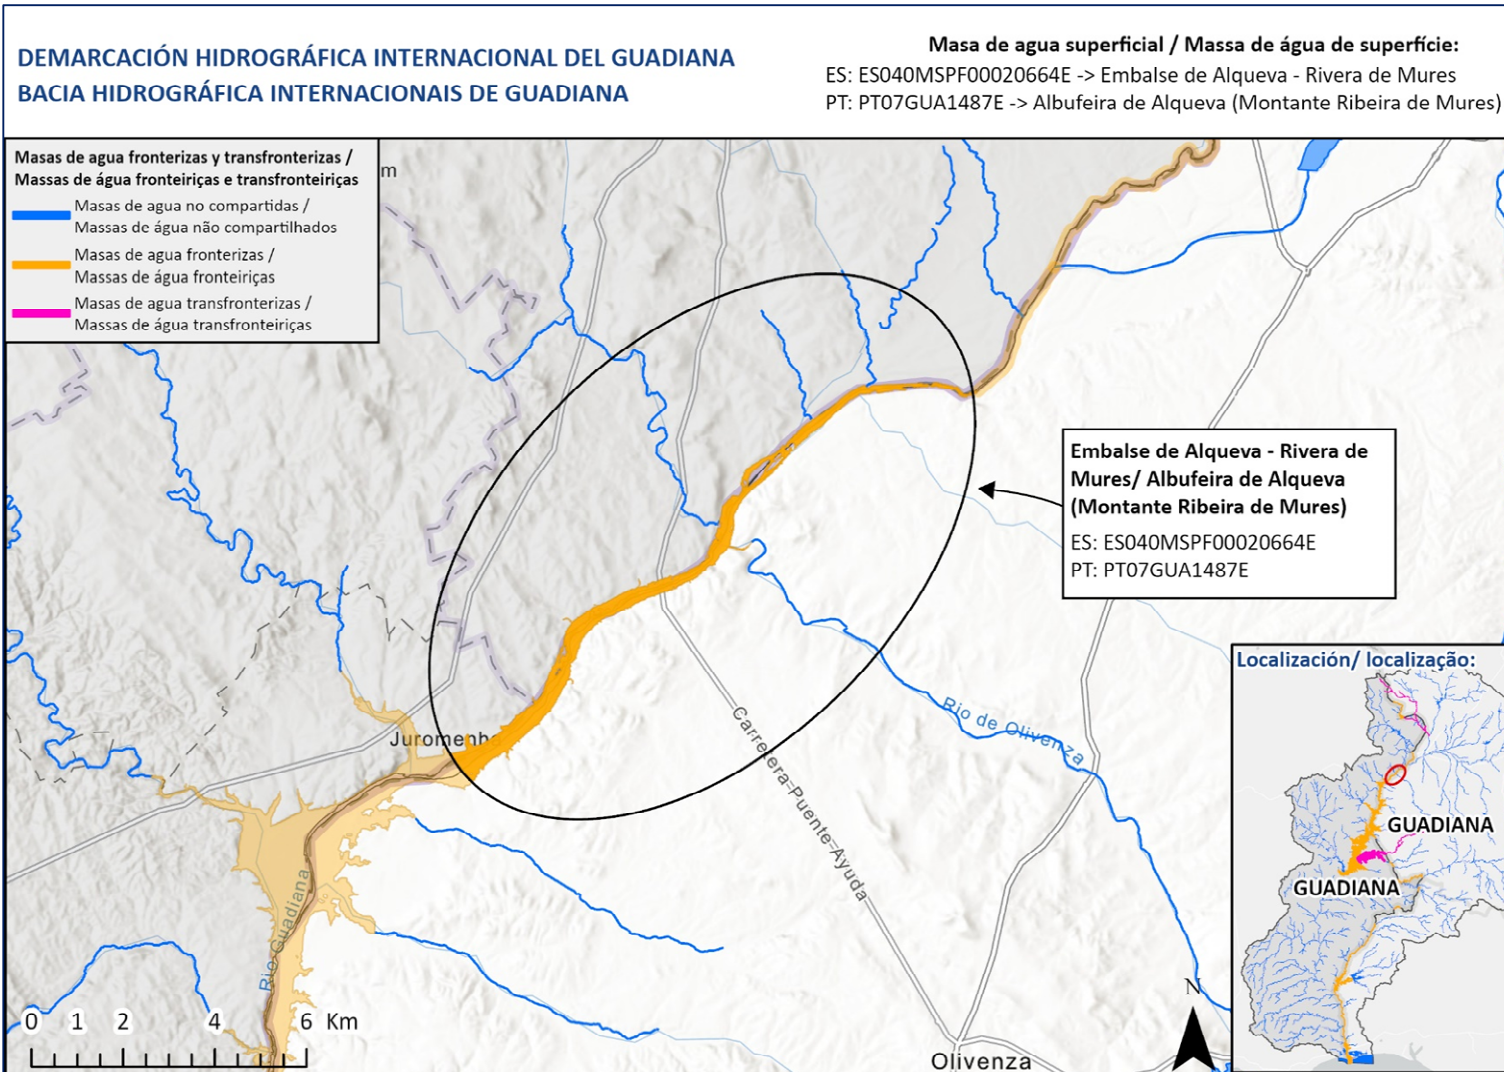 DEMARCACIÓN HIDROGRÁFICA INTERNACIONAL DEL GUADIANA
BACIA HIDROGRÁFICA INTERNACIONAIS DE GUADIANA
Masa de agua superficial / Massa de água de superfície:
ES: ES040MSPF00020664E -> Embalse de Alqueva - Rivera de Mures
PT: PT07GUA1487E -> Albufeira de Alqueva (Montante Ribeira de Mures)
Masas de agua fronterizas y transfronterizas /
Massas de água fronteiriças e transfronteiriças
Masas de agua no compartidas /
Massas de água não compartilhados
Masas de agua fronterizas /
Massas de água fronteiriças
Masas de agua transfronterizas /
Massas de água transfronteiriças
m
Embalse de Alqueva - Rivera de
Mures/ Albufeira de Alqueva
(Montante Ribeira de Mures)
ES: ES040MSPF00020664E
PT: PT07GUA1487E
Juromenha
Rio de Olivenza
Carretera-Puente-Ayuda
Rio Guadiana
Olivenza
0 1 2 4 6 Km
N
Localización/ localização:
GUADIANA
GUADIANA